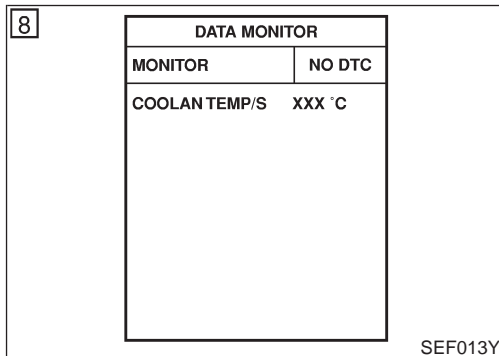 8
DATA MONITOR
MONITOR NO DTC
COOLAN TEMP/S XXX °C
SEF013Y